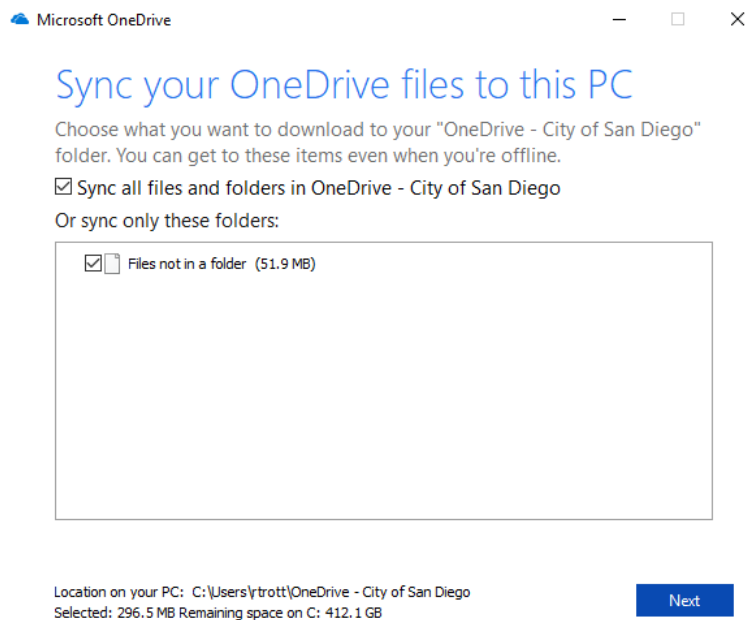 Microsoft OneDrive
Sync your OneDrive files to this PC
Choose what you want to download to your "OneDrive - City of San Diego"
folder. You can get to these items even when you're offline.
Sync all files and folders in OneDrive - City of San Diego
Or sync only these folders:
Files not in a folder (51.9 MB)
Location on your PC: C:\Users\rtrott\OneDrive - City of San Diego
Selected: 296.5 MB Remaining space on C: 412.1 GB
Next